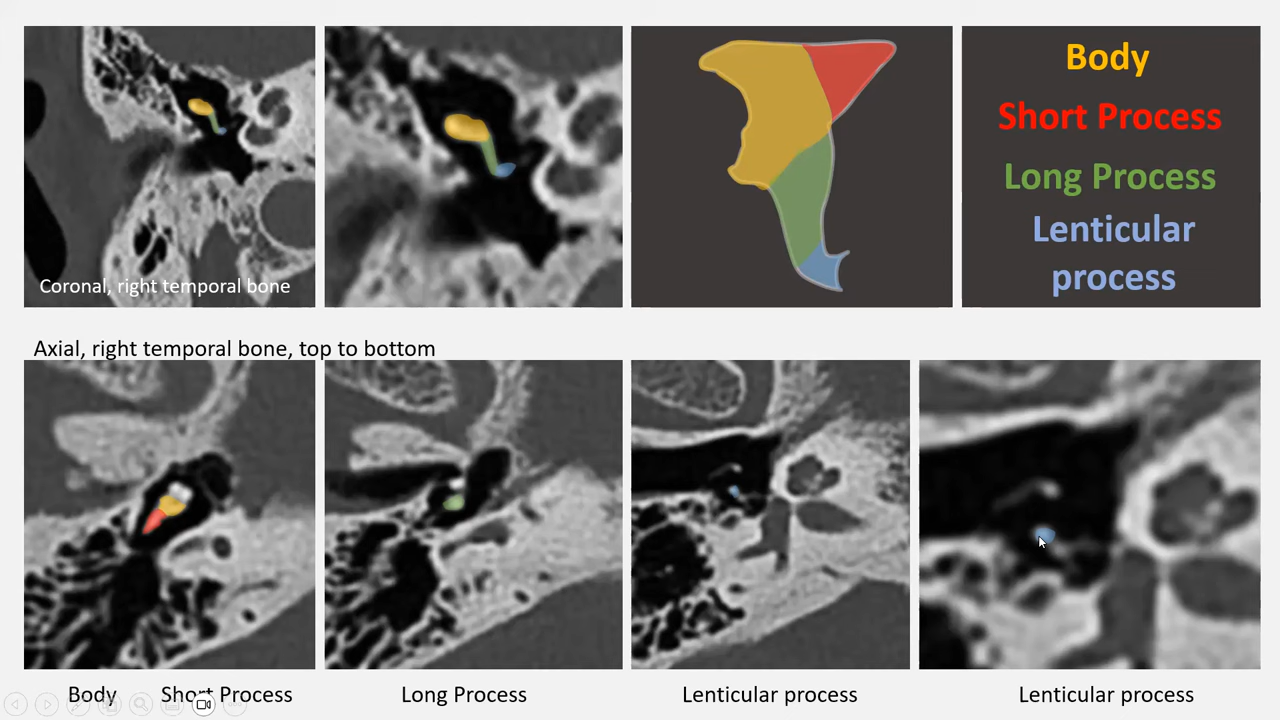 Body
Short Process
Long Process
Lenticular
process
Coronal, right temporal bone
Axial, right temporal bone, top to bottom
Body
Short Process
Long Process
Lenticular process
Lenticular process